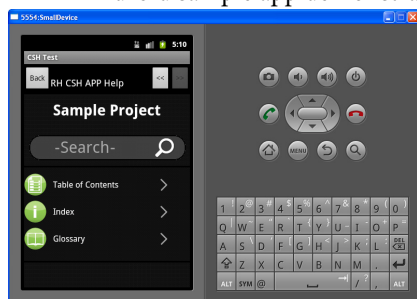 5554:SmallDevice
5:10
CSH Test
Back RH CSH APP Help << >>
Sample Project
-Search-
Table of Contents
Index
Glossary
MENU
1 ! 2 @ 3 # 4 $ 5 % 6 ^ 7 & 8 * 9 ( 0 )
Q W E R T Y U I O P
A S D F G H J K L DEL
Z X C V B N M .
ALT SYM @ / ? , ALT